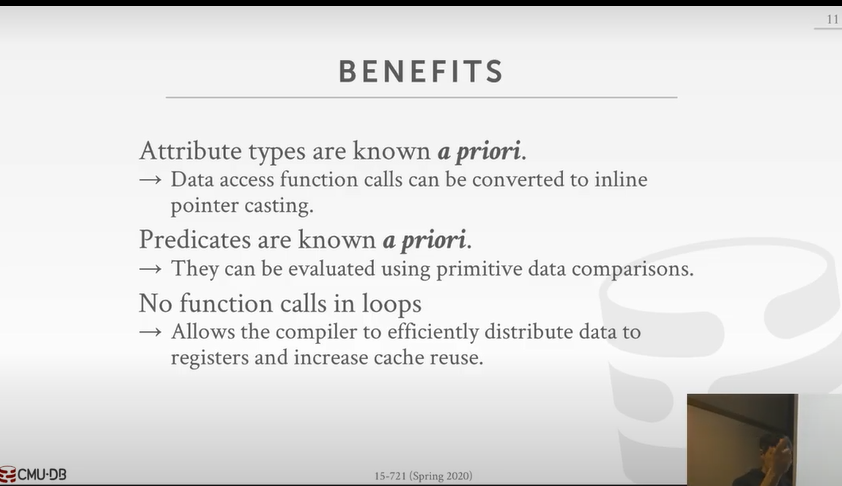 11
BENEFITS
Attribute types are known a priori.
→ Data access function calls can be converted to inline
pointer casting.
Predicates are known a priori.
→ They can be evaluated using primitive data comparisons.
No function calls in loops
→ Allows the compiler to efficiently distribute data to
registers and increase cache reuse.
CMU·DB
15-721 (Spring 2020)